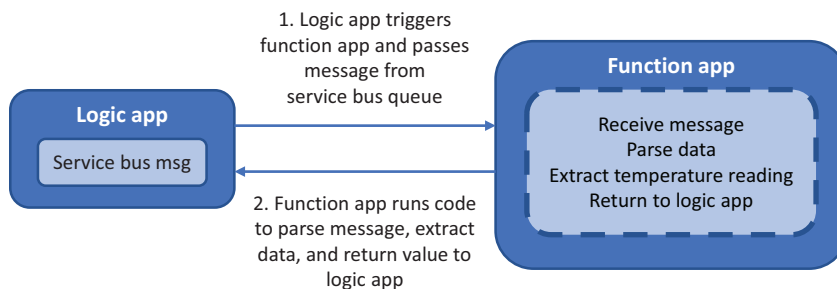 1. Logic app triggers
function app and passes
message from
service bus queue
Logic app
Service bus msg
Function app
Receive message
Parse data
Extract temperature reading
Return to logic app
2. Function app runs code
to parse message, extract
data, and return value to
logic app